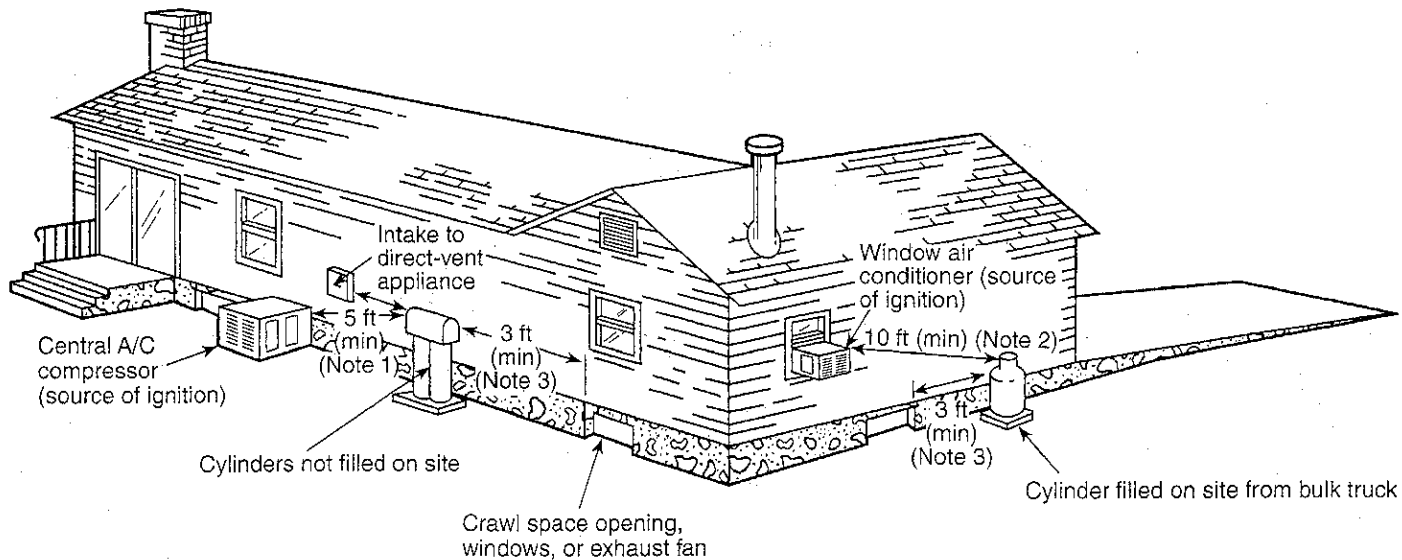 Intake to
direct-vent
appliance
Window air
conditioner (source
of ignition)
5 ft
(min)
(Note 1)
3 ft
(min)
(Note 3)
10 ft (min) (Note 2)
Central A/C
compressor
(source of ignition)
3 ft
(min)
(Note 3)
Cylinders not filled on site
Cylinder filled on site from bulk truck
Crawl space opening,
windows, or exhaust fan